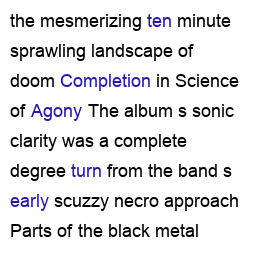 the mesmerizing ten minute
sprawling landscape of
doom Completion in Science
of Agony The album s sonic
clarity was a complete
degree turn from the band s
early scuzzy necro approach
Parts of the black metal